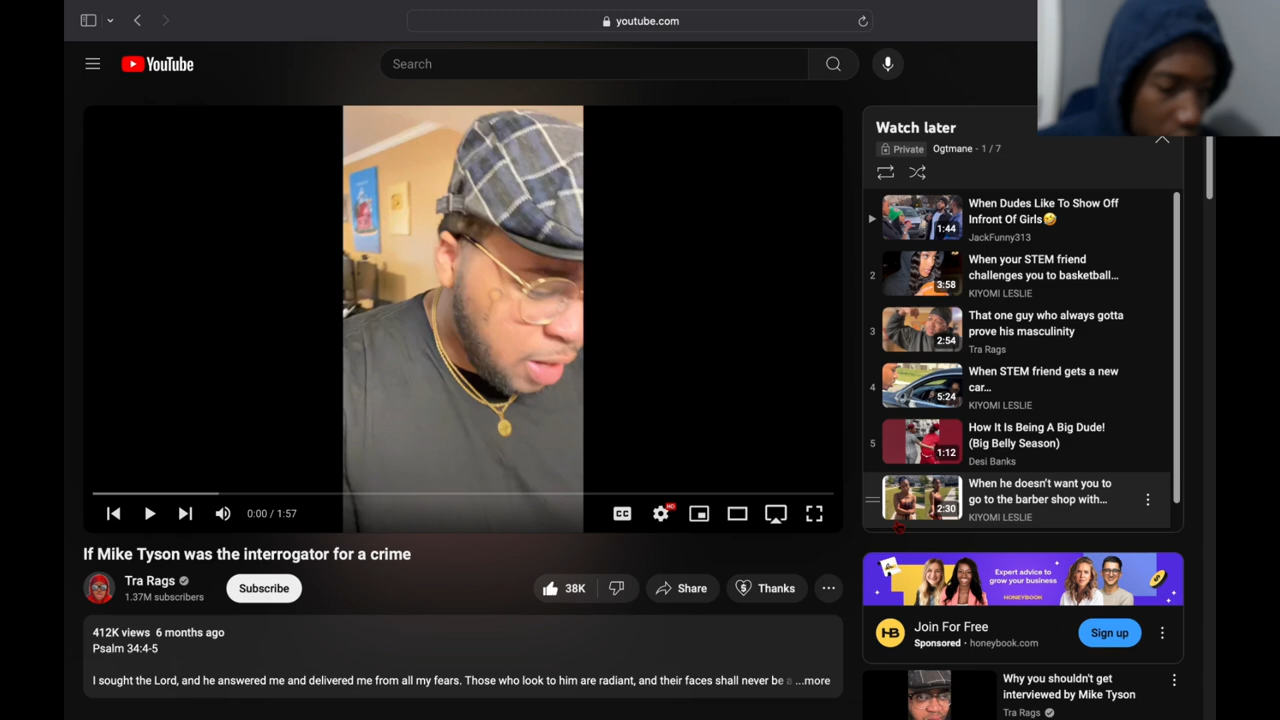 youtube.com
YouTube
Search
Watch later
Private Ogtmane - 1 / 7
1:44
When Dudes Like To Show Off
Infront Of Girls🤣
JackFunny313
2
3:58
When your STEM friend
challenges you to basketball...
KIYOMI LESLIE
3
2:54
That one guy who always gotta
prove his masculinity
Tra Rags
4
5:24
When STEM friend gets a new
car...
KIYOMI LESLIE
5
1:12
How It Is Being A Big Dude!
(Big Belly Season)
Desi Banks
2:30
When he doesn't want you to
go to the barber shop with...
KIYOMI LESLIE
0:00 / 1:57
CC
HD
If Mike Tyson was the interrogator for a crime
Tra Rags
1.37M subscribers
Subscribe
38K
Share
Thanks
412K views 6 months ago
Psalm 34:4-5
I sought the Lord, and he answered me and delivered me from all my fears. Those who look to him are radiant, and their faces shall never be a ...more
Expert advice to
grow your business
HONEYBOOK
HB
Join For Free
Sponsored · honeybook.com
Sign up
Why you shouldn't get
interviewed by Mike Tyson
Tra Rags